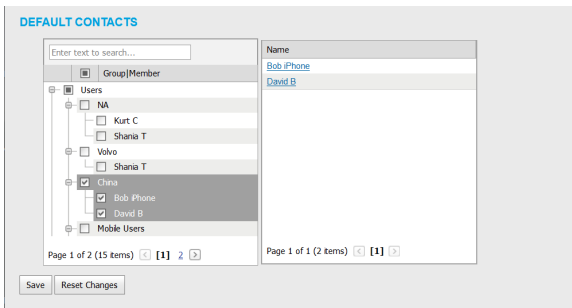 DEFAULT CONTACTS
Enter text to search...
Group|Member
Users
NA
Kurt C
Shania T
Volvo
Shania T
China
Bob iPhone
David B
Mobile Users
Page 1 of 2 (15 items) < [1] 2 >
Name
Bob iPhone
David B
Page 1 of 1 (2 items) < [1] >
Save Reset Changes